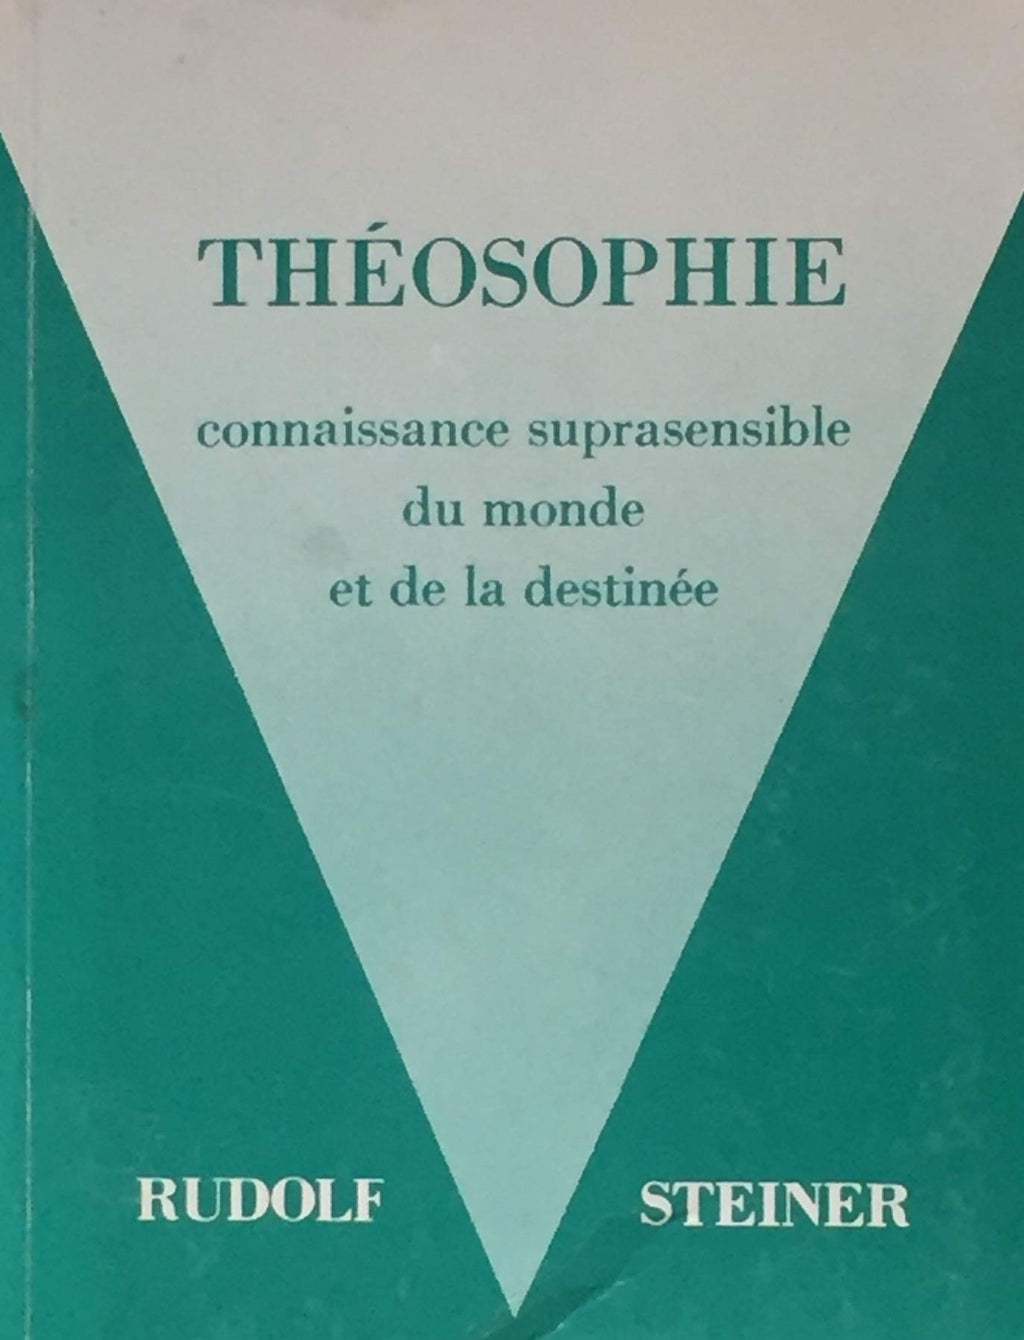 THÉOSOPHIE
connaissance suprasensible
du monde
et de la destinée
RUDOLF STEINER